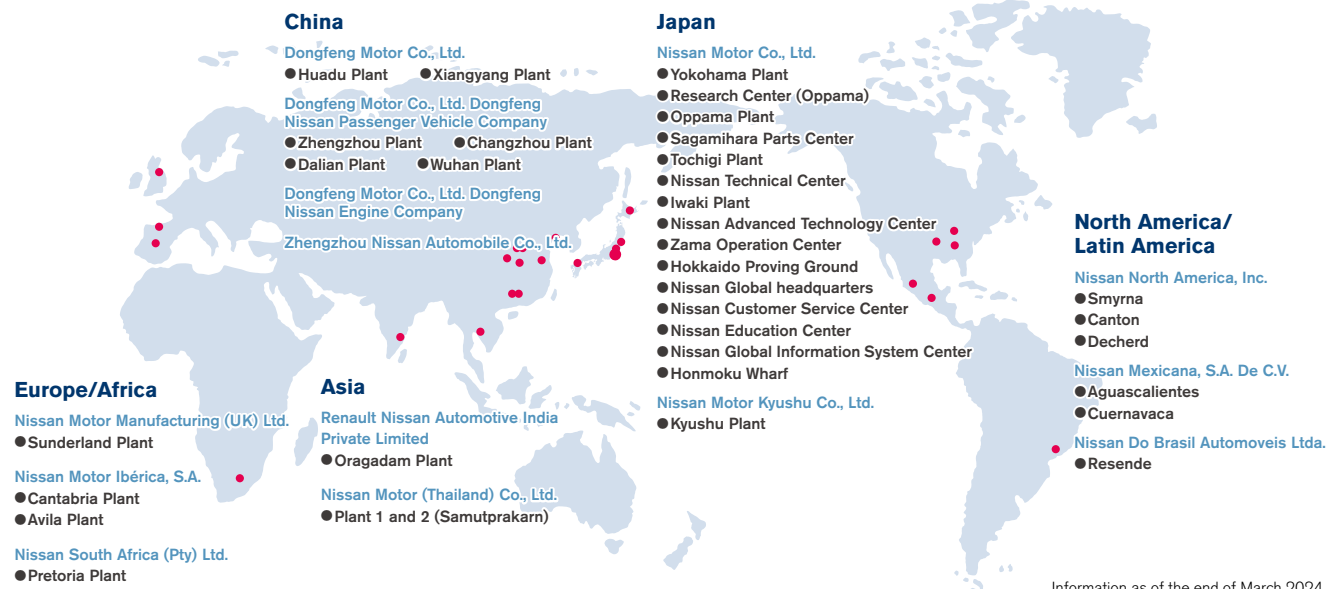 China
Dongfeng Motor Co., Ltd.
●Huadu Plant ●Xiangyang Plant
Dongfeng Motor Co., Ltd. Dongfeng
Nissan Passenger Vehicle Company
●Zhengzhou Plant ●Changzhou Plant
●Dalian Plant ●Wuhan Plant
Dongfeng Motor Co., Ltd. Dongfeng
Nissan Engine Company
Zhengzhou Nissan Automobile Co., Ltd.
Japan
Nissan Motor Co., Ltd.
●Yokohama Plant
●Research Center (Oppama)
●Oppama Plant
●Sagamihara Parts Center
●Tochigi Plant
●Nissan Technical Center
●Iwaki Plant
●Nissan Advanced Technology Center
●Zama Operation Center
●Hokkaido Proving Ground
●Nissan Global headquarters
●Nissan Customer Service Center
●Nissan Education Center
●Nissan Global Information System Center
●Honmoku Wharf
Nissan Motor Kyushu Co., Ltd.
●Kyushu Plant
North America/
Latin America
Nissan North America, Inc.
●Smyrna
●Canton
●Decherd
Nissan Mexicana, S.A. De C.V.
●Aguascalientes
●Cuernavaca
Nissan Do Brasil Automoveis Ltda.
●Resende
Europe/Africa
Nissan Motor Manufacturing (UK) Ltd.
●Sunderland Plant
Nissan Motor Ibérica, S.A.
●Cantabria Plant
●Avila Plant
Nissan South Africa (Pty) Ltd.
●Pretoria Plant
Asia
Renault Nissan Automotive India
Private Limited
●Oragadam Plant
Nissan Motor (Thailand) Co., Ltd.
●Plant 1 and 2 (Samutprakarn)
Information as of the end of March 2024